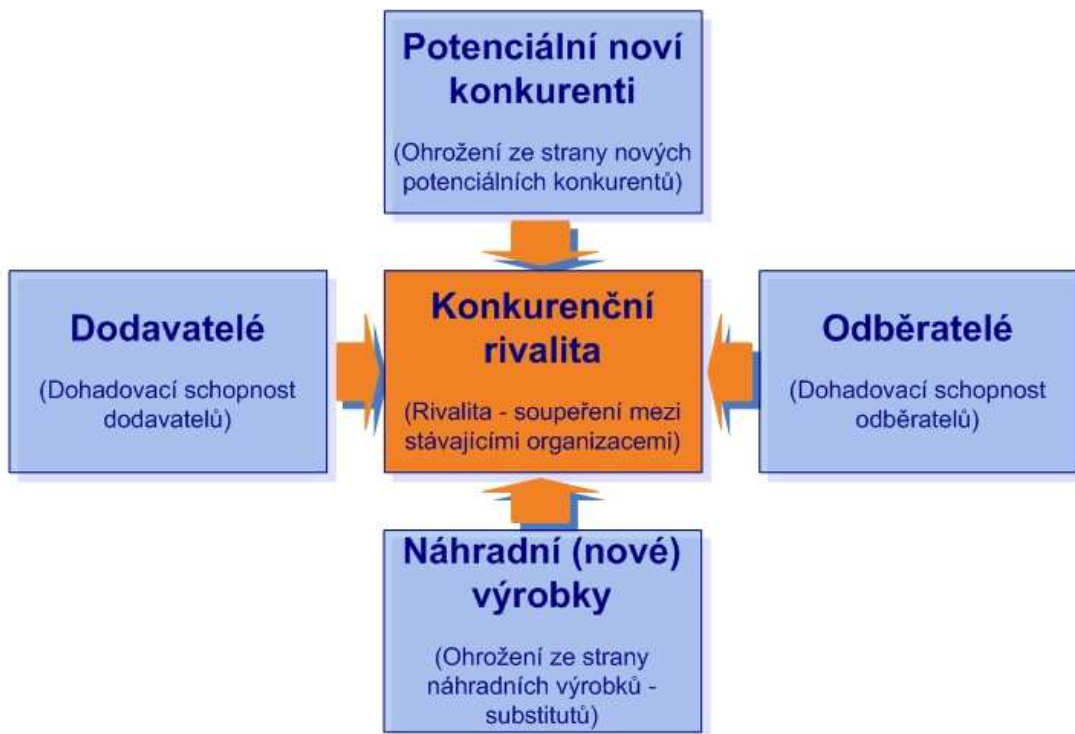 Potenciální noví
konkurenti
(Ohrožení ze strany nových
potenciálních konkurentů)
Dodavatelé
(Dohadovací schopnost
dodavatelů)
Konkurenční
rivalita
(Rivalita - soupeření mezi
stávajícími organizacemi)
Odběratelé
(Dohadovací schopnost
odběratelů)
Náhradní (nové)
výrobky
(Ohrožení ze strany
náhradních výrobků -
substitutů)